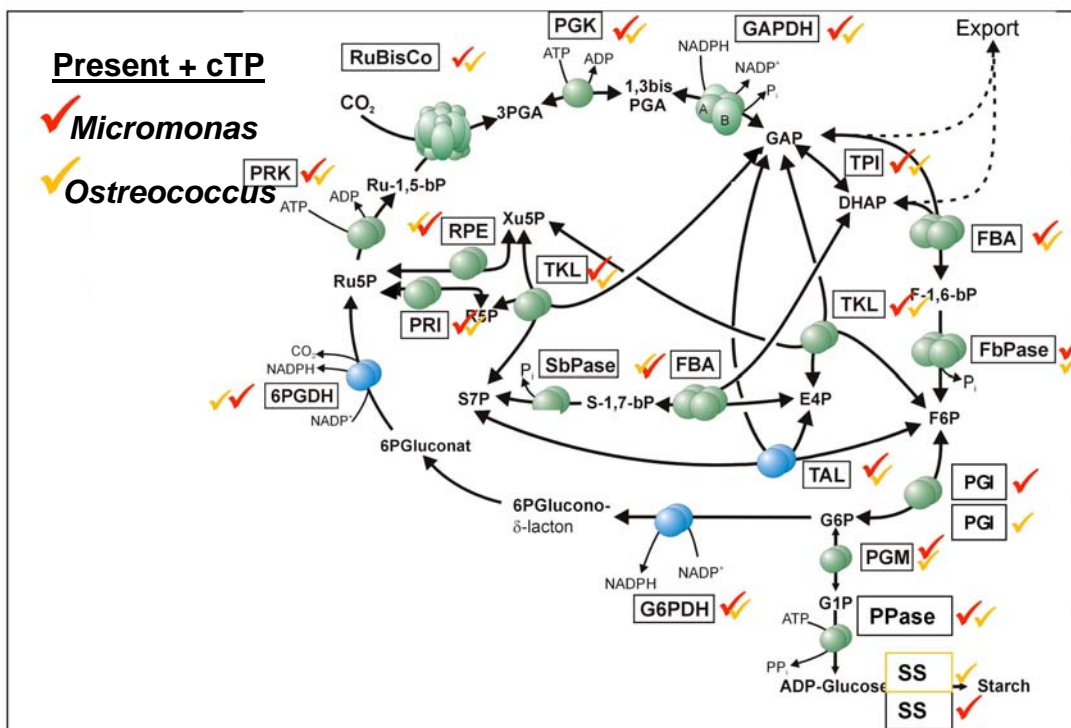 Present + cTP
Micromonas
Ostreococcus
PGK
GAPDH
Export
RuBisCo
ATP
ADP
NADPH
NADP+
Pi
CO2
3PGA
1,3bis
PGA
A
B
GAP
PRK
ADP
ATP
Ru-1,5-bP
TPI
DHAP
Xu5P
RPE
FBA
Ru5P
TKL
R5P
PRI
F-1,6-bP
TKL
CO2
NADPH
6PGDH
NADP+
SbPase
FBA
FbPase
Pi
Pi
S7P
S-1,7-bP
E4P
F6P
6PGluconat
TAL
PGI
6PGlucono-
δ-lacton
G6P
PGI
PGM
NADPH
NADP+
G6PDH
G1P
ATP
PPase
PPi
ADP-Glucose
SS
Starch
SS